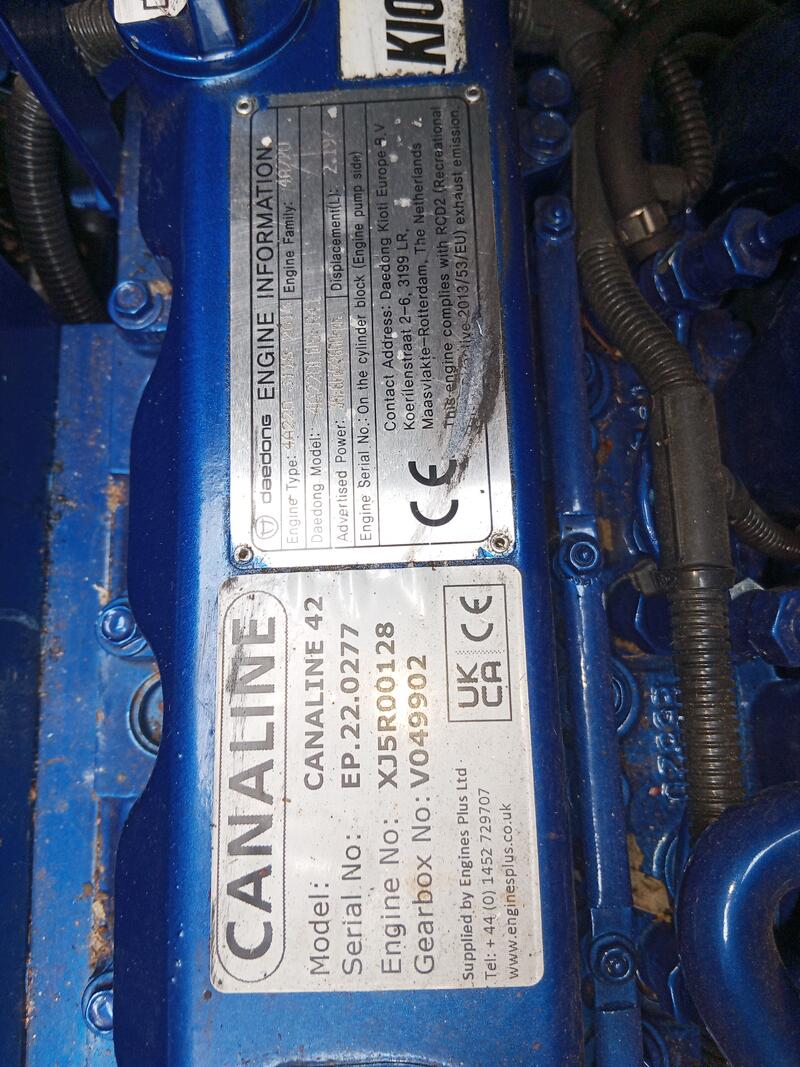 KIO
daedong ENGINE INFORMATION
Engine Type:
Engine Family: 4A220
Daedong Model:
Advertised Power:
Displacement(L): 2.197
Engine Serial No.: On the cylinder block (Engine pump side)
Contact Address: Daedong Kioti Europe B.V
Koerilenstraat 2-6, 3199 LR,
Maasvlakte-Rotterdam, The Netherlands
This engine complies with RCD2 (Recreational
2013/53/EU) exhaust emission.
CE
CANALINE
Model: CANALINE 42
Serial No: EP.22.0277
Engine No: XJ5R00128
Gearbox No: V049902
UK
CA CE
Supplied by Engines Plus Ltd
Tel: + 44 (0) 1452 729707
www.enginesplus.co.uk